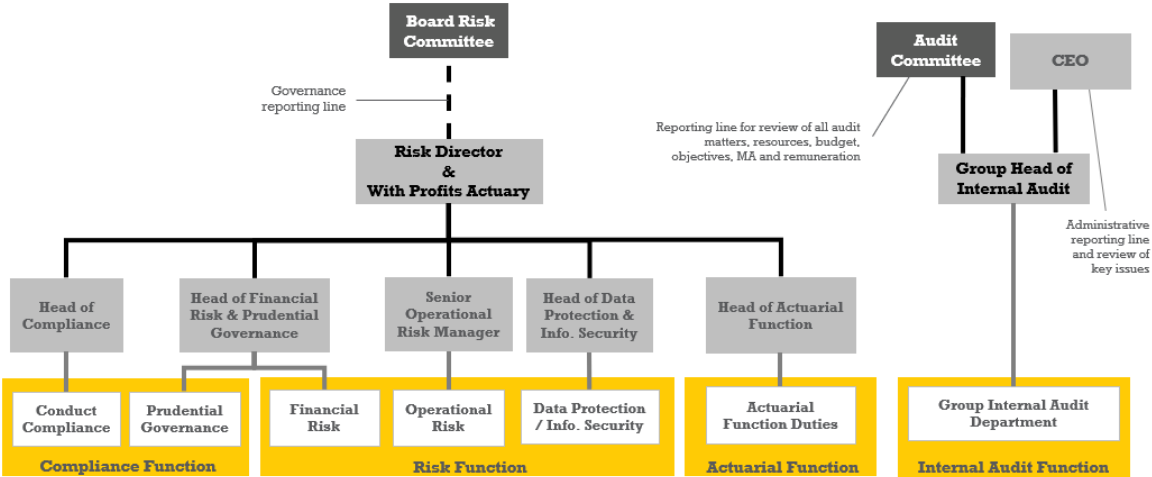 Board Risk
Committee
Audit
Committee
CEO
Governance
reporting line
Reporting line for review of all audit
matters, resources, budget,
objectives, MA and remuneration
Risk Director
&
With Profits Actuary
Group Head of
Internal Audit
Administrative
reporting line
and review of
key issues
Head of
Compliance
Head of Financial
Risk & Prudential
Governance
Senior
Operational
Risk Manager
Head of Data
Protection &
Info. Security
Head of Actuarial
Function
Conduct
Compliance
Prudential
Governance
Financial
Risk
Operational
Risk
Data Protection
/ Info. Security
Actuarial
Function Duties
Group Internal Audit
Department
Compliance Function
Risk Function
Actuarial Function
Internal Audit Function